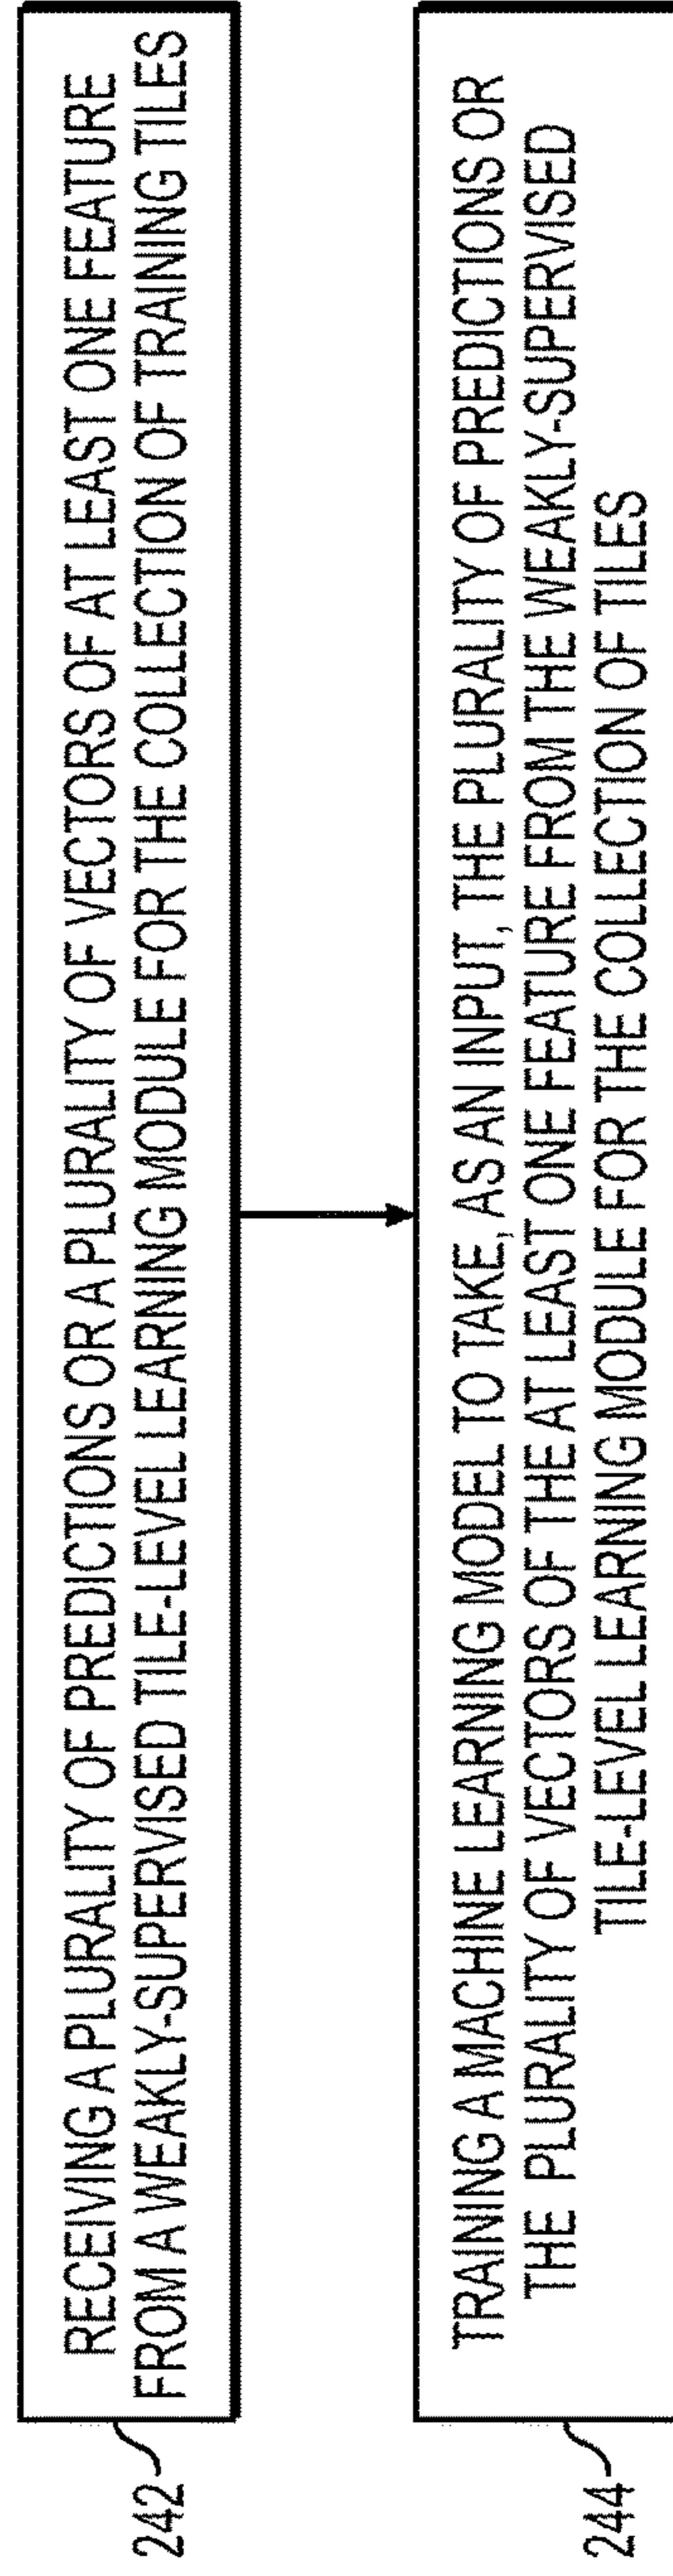 RECEIVING A PLURALITY OF PREDICTIONS OR A PLURALITY OF VECTORS OF AT LEAST ONE FEATURE
FROM A WEAKLY-SUPERVISED TILE-LEVEL LEARNING MODULE FOR THE COLLECTION OF TRAINING TILES
242
TRAINING A MACHINE LEARNING MODEL TO TAKE, AS AN INPUT, THE PLURALITY OF PREDICTIONS OR
THE PLURALITY OF VECTORS OF THE AT LEAST ONE FEATURE FROM THE WEAKLY-SUPERVISED
TILE-LEVEL LEARNING MODULE FOR THE COLLECTION OF TILES
244